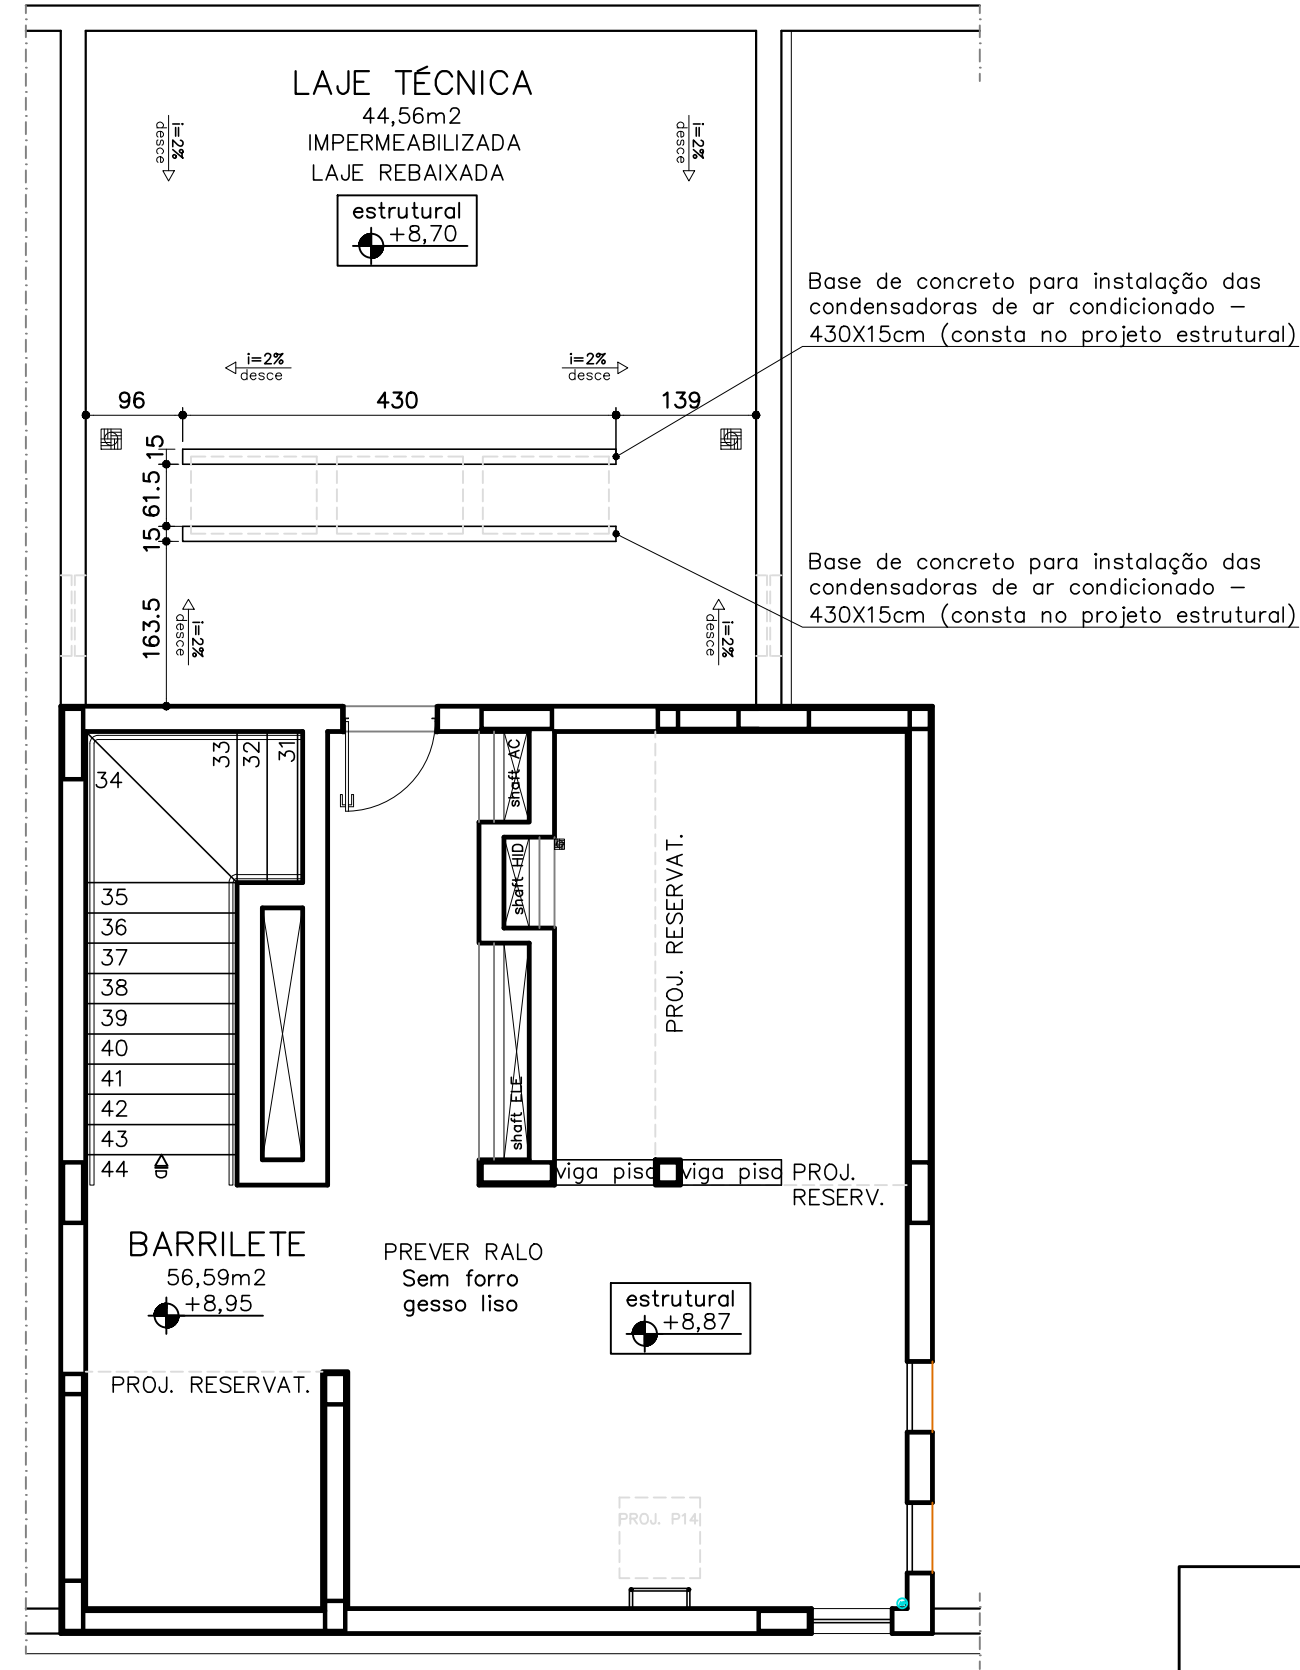 LAJE TÉCNICA
44,56m2
IMPERMEABILIZADA
LAJE REBAIXADA
estrutural
+8,70
i=2%
desce
i=2%
desce
Base de concreto para instalação das
condensadoras de ar condicionado –
430X15cm (consta no projeto estrutural)
i=2%
desce
i=2%
desce
96
430
139
15
61.5
15
163.5
Base de concreto para instalação das
condensadoras de ar condicionado –
430X15cm (consta no projeto estrutural)
i=2%
desce
i=2%
desce
33
32
31
34
35
36
37
38
39
40
41
42
43
44
shaft AC
shaft HID
shaft ELE
PROJ. RESERVAT.
viga piso
viga piso
PROJ.
RESERV.
BARRILETE
56,59m2
+8,95
PREVER RALO
Sem forro
gesso liso
estrutural
+8,87
PROJ. RESERVAT.
PROJ. P14